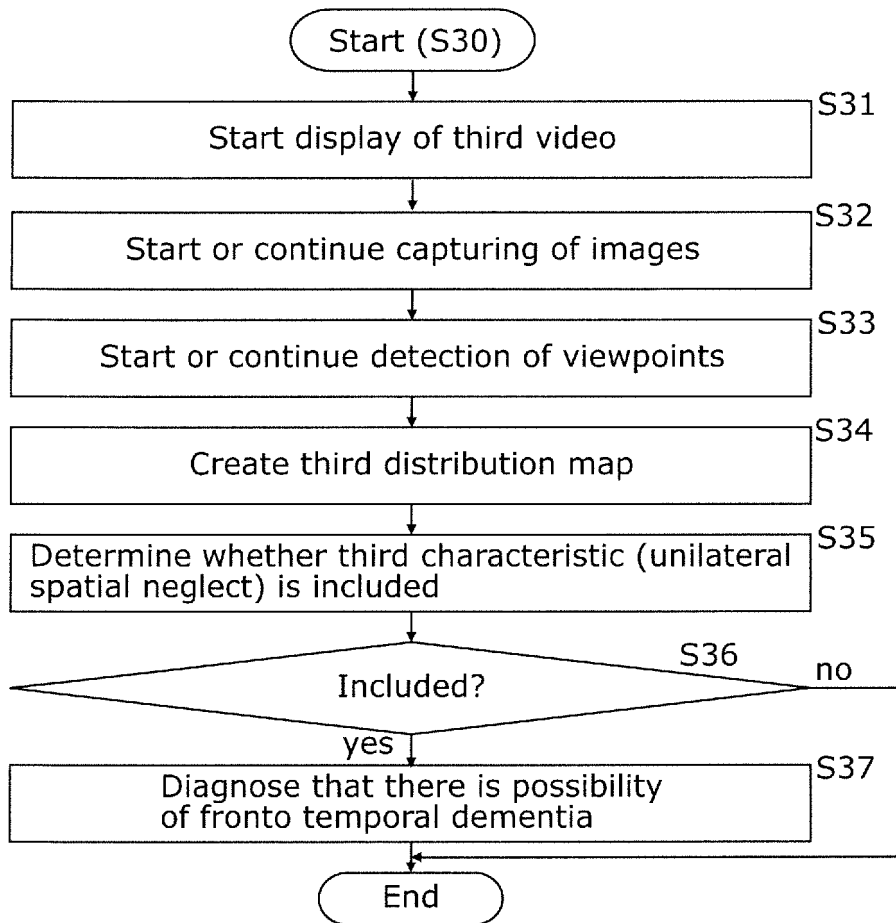 Start (S30)
S31
Start display of third video
S32
Start or continue capturing of images
S33
Start or continue detection of viewpoints
S34
Create third distribution map
S35
Determine whether third characteristic (unilateral
spatial neglect) is included
S36
no
Included?
yes
S37
Diagnose that there is possibility
of fronto temporal dementia
End